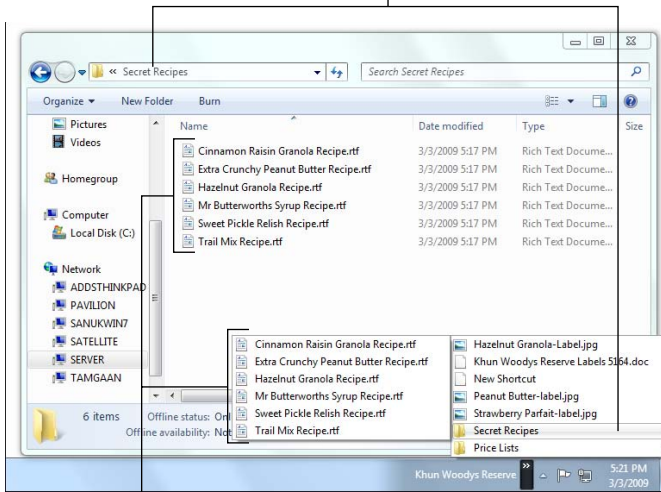 « Secret Recipes
Search Secret Recipes
Organize New Folder Burn
Pictures
Videos
Homegroup
Computer
Local Disk (C:)
Network
ADDSTHINKPAD
PAVILION
SANUKWIN7
SATELLITE
SERVER
TAMGAAN
Name Date modified Type Size
Cinnamon Raisin Granola Recipe.rtf 3/3/2009 5:17 PM Rich Text Docume...
Extra Crunchy Peanut Butter Recipe.rtf 3/3/2009 5:17 PM Rich Text Docume...
Hazelnut Granola Recipe.rtf 3/3/2009 5:17 PM Rich Text Docume...
Mr Butterworths Syrup Recipe.rtf 3/3/2009 5:17 PM Rich Text Docume...
Sweet Pickle Relish Recipe.rtf 3/3/2009 5:17 PM Rich Text Docume...
Trail Mix Recipe.rtf 3/3/2009 5:17 PM Rich Text Docume...
6 items Offline status: Onl
Offline availability: Not
Cinnamon Raisin Granola Recipe.rtf
Extra Crunchy Peanut Butter Recipe.rtf
Hazelnut Granola Recipe.rtf
Mr Butterworths Syrup Recipe.rtf
Sweet Pickle Relish Recipe.rtf
Trail Mix Recipe.rtf
Hazelnut Granola-Label.jpg
Khun Woodys Reserve Labels 5164.doc
New Shortcut
Peanut Butter-label.jpg
Strawberry Parfait-label.jpg
Secret Recipes
Price Lists
Khun Woodys Reserve » 5:21 PM
3/3/2009